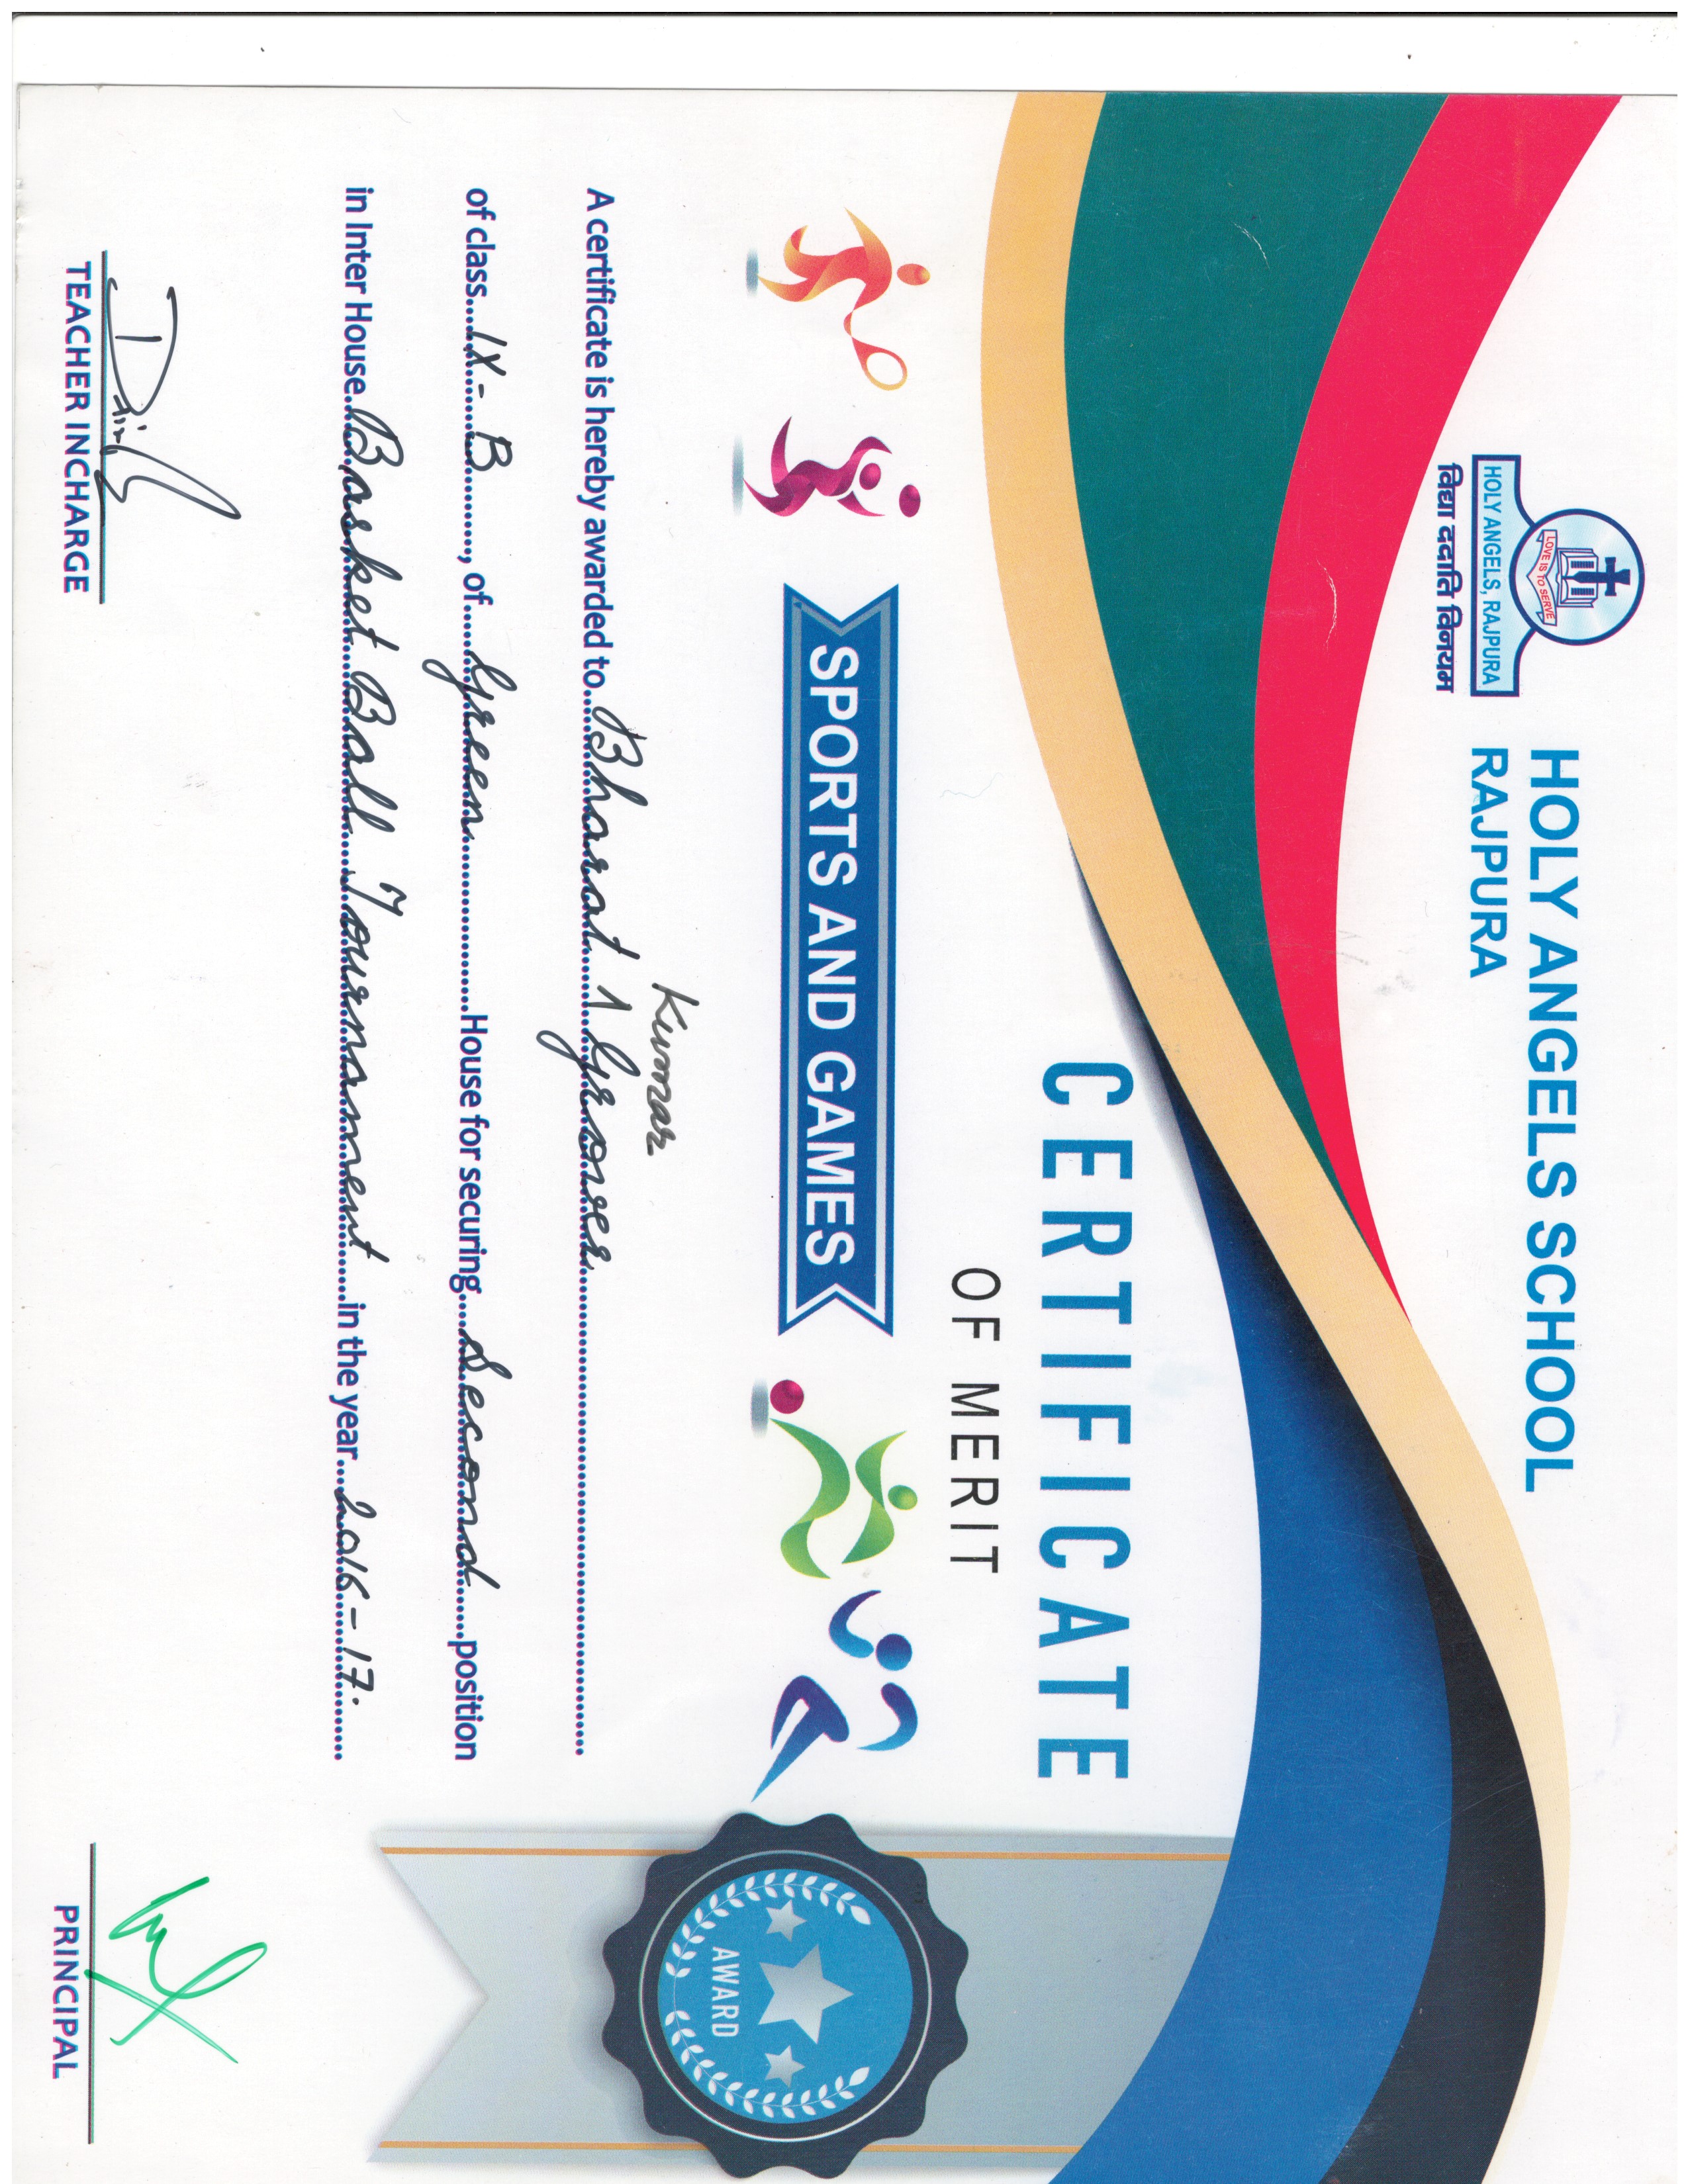 LOVE IS TO SERVE
HOLY ANGELS, RAJPURA
विद्या ददाति विनयम
HOLY ANGELS SCHOOL
RAJPURA
CERTIFICATE
OF MERIT
SPORTS AND GAMES
AWARD
Kumar
A certificate is hereby awarded to Bharat ^ Grover
of class IX-B, of Green House for securing Second position
in Inter House Basket Ball Tournament in the year 2016-17.
TEACHER INCHARGE
PRINCIPAL